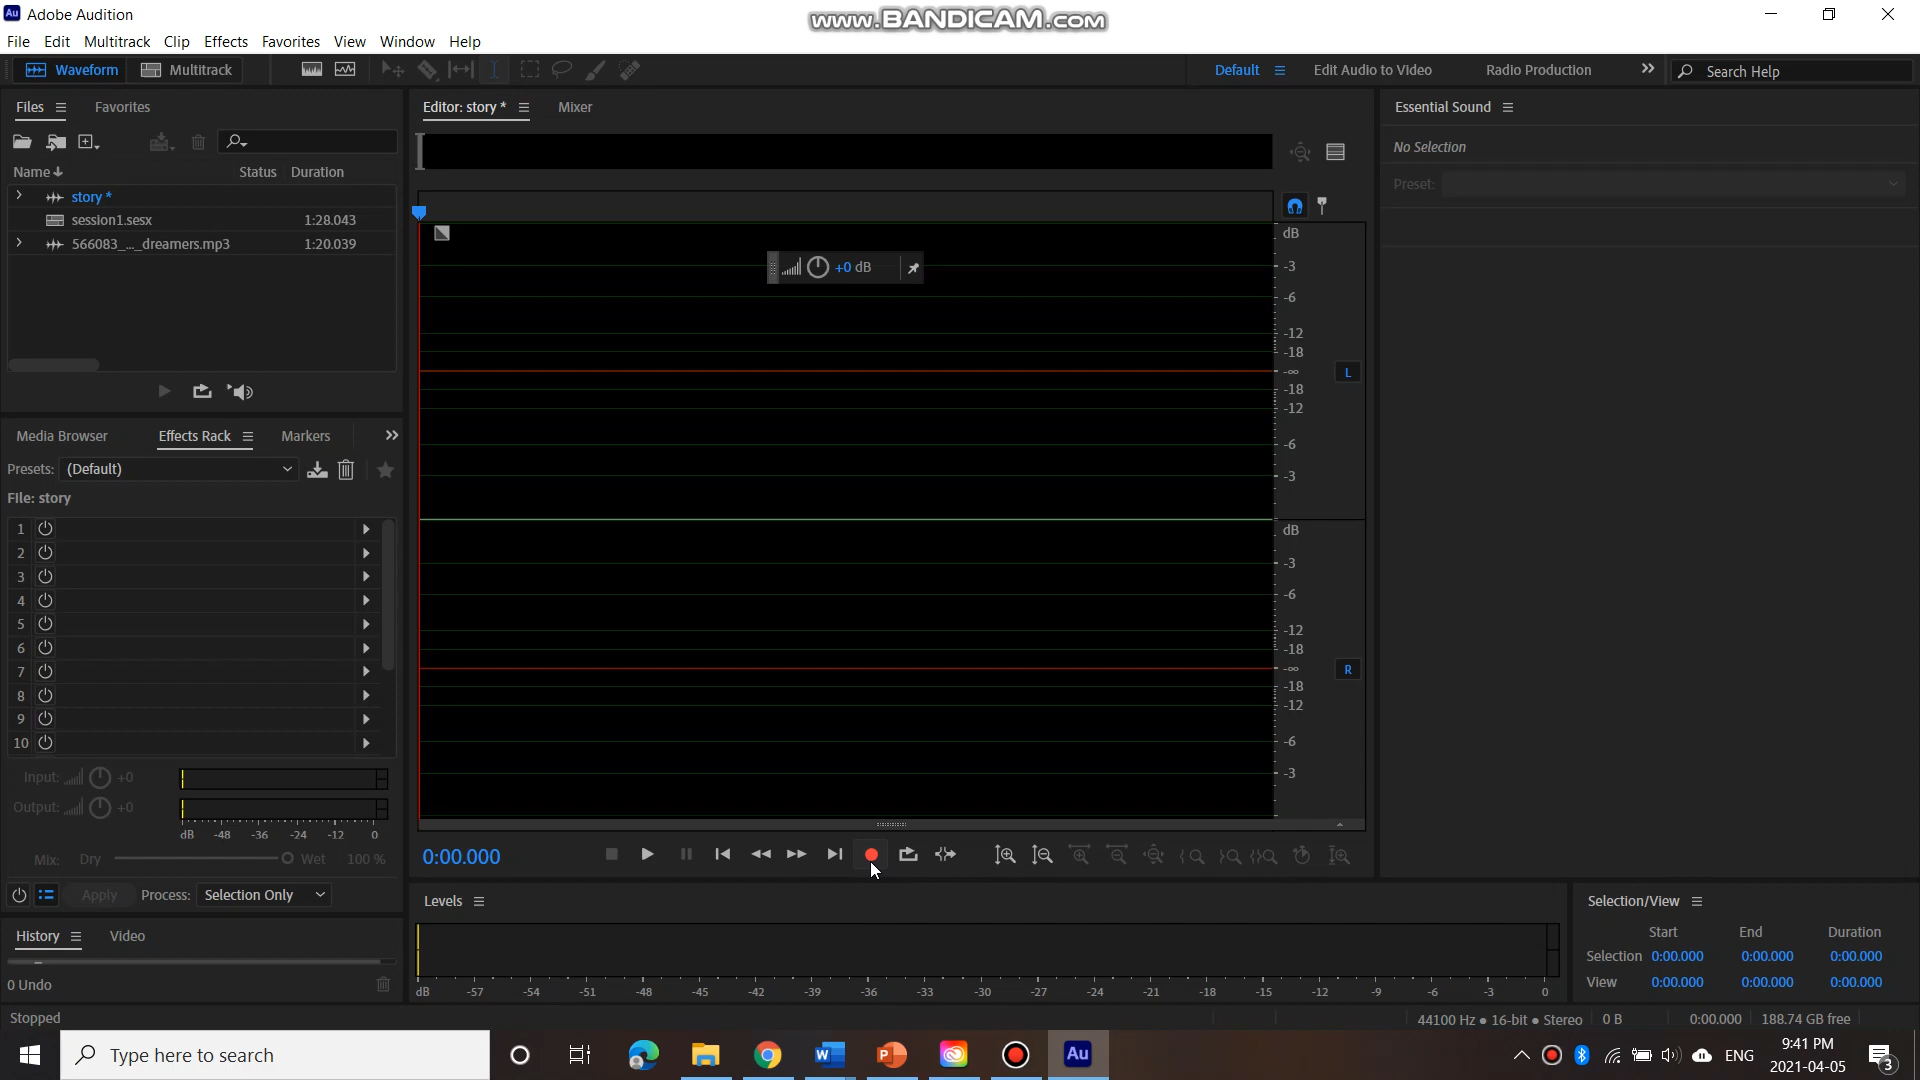 Adobe Audition
www.BANDICAM.com
File Edit Multitrack Clip Effects Favorites View Window Help
Waveform Multitrack Default Edit Audio to Video Radio Production Search Help
Files Favorites Editor: story * Mixer Essential Sound
No Selection
Name Status Duration
Preset:
story *
session1.sesx 1:28.043
566083_..._dreamers.mp3 1:20.039
+0 dB
dB
-3
-6
-12
-18
-∞
L
-18
-12
-6
-3
Media Browser Effects Rack Markers
Presets: (Default)
File: story
1
2
3
4
5
6
7
8
9
10
dB
-3
-6
-12
-18
-∞
R
-18
-12
-6
-3
Input: +0
Output: +0
dB -48 -36 -24 -12 0
Mix: Dry Wet 100 %
Apply Process: Selection Only
0:00.000
Levels
dB -57 -54 -51 -48 -45 -42 -39 -36 -33 -30 -27 -24 -21 -18 -15 -12 -9 -6 -3 0
Selection/View
Start End Duration
Selection 0:00.000 0:00.000 0:00.000
View 0:00.000 0:00.000 0:00.000
History Video
0 Undo
Stopped
44100 Hz ● 16-bit ● Stereo 0 B 0:00.000 188.74 GB free
Type here to search
Au
ENG
9:41 PM
2021-04-05
3